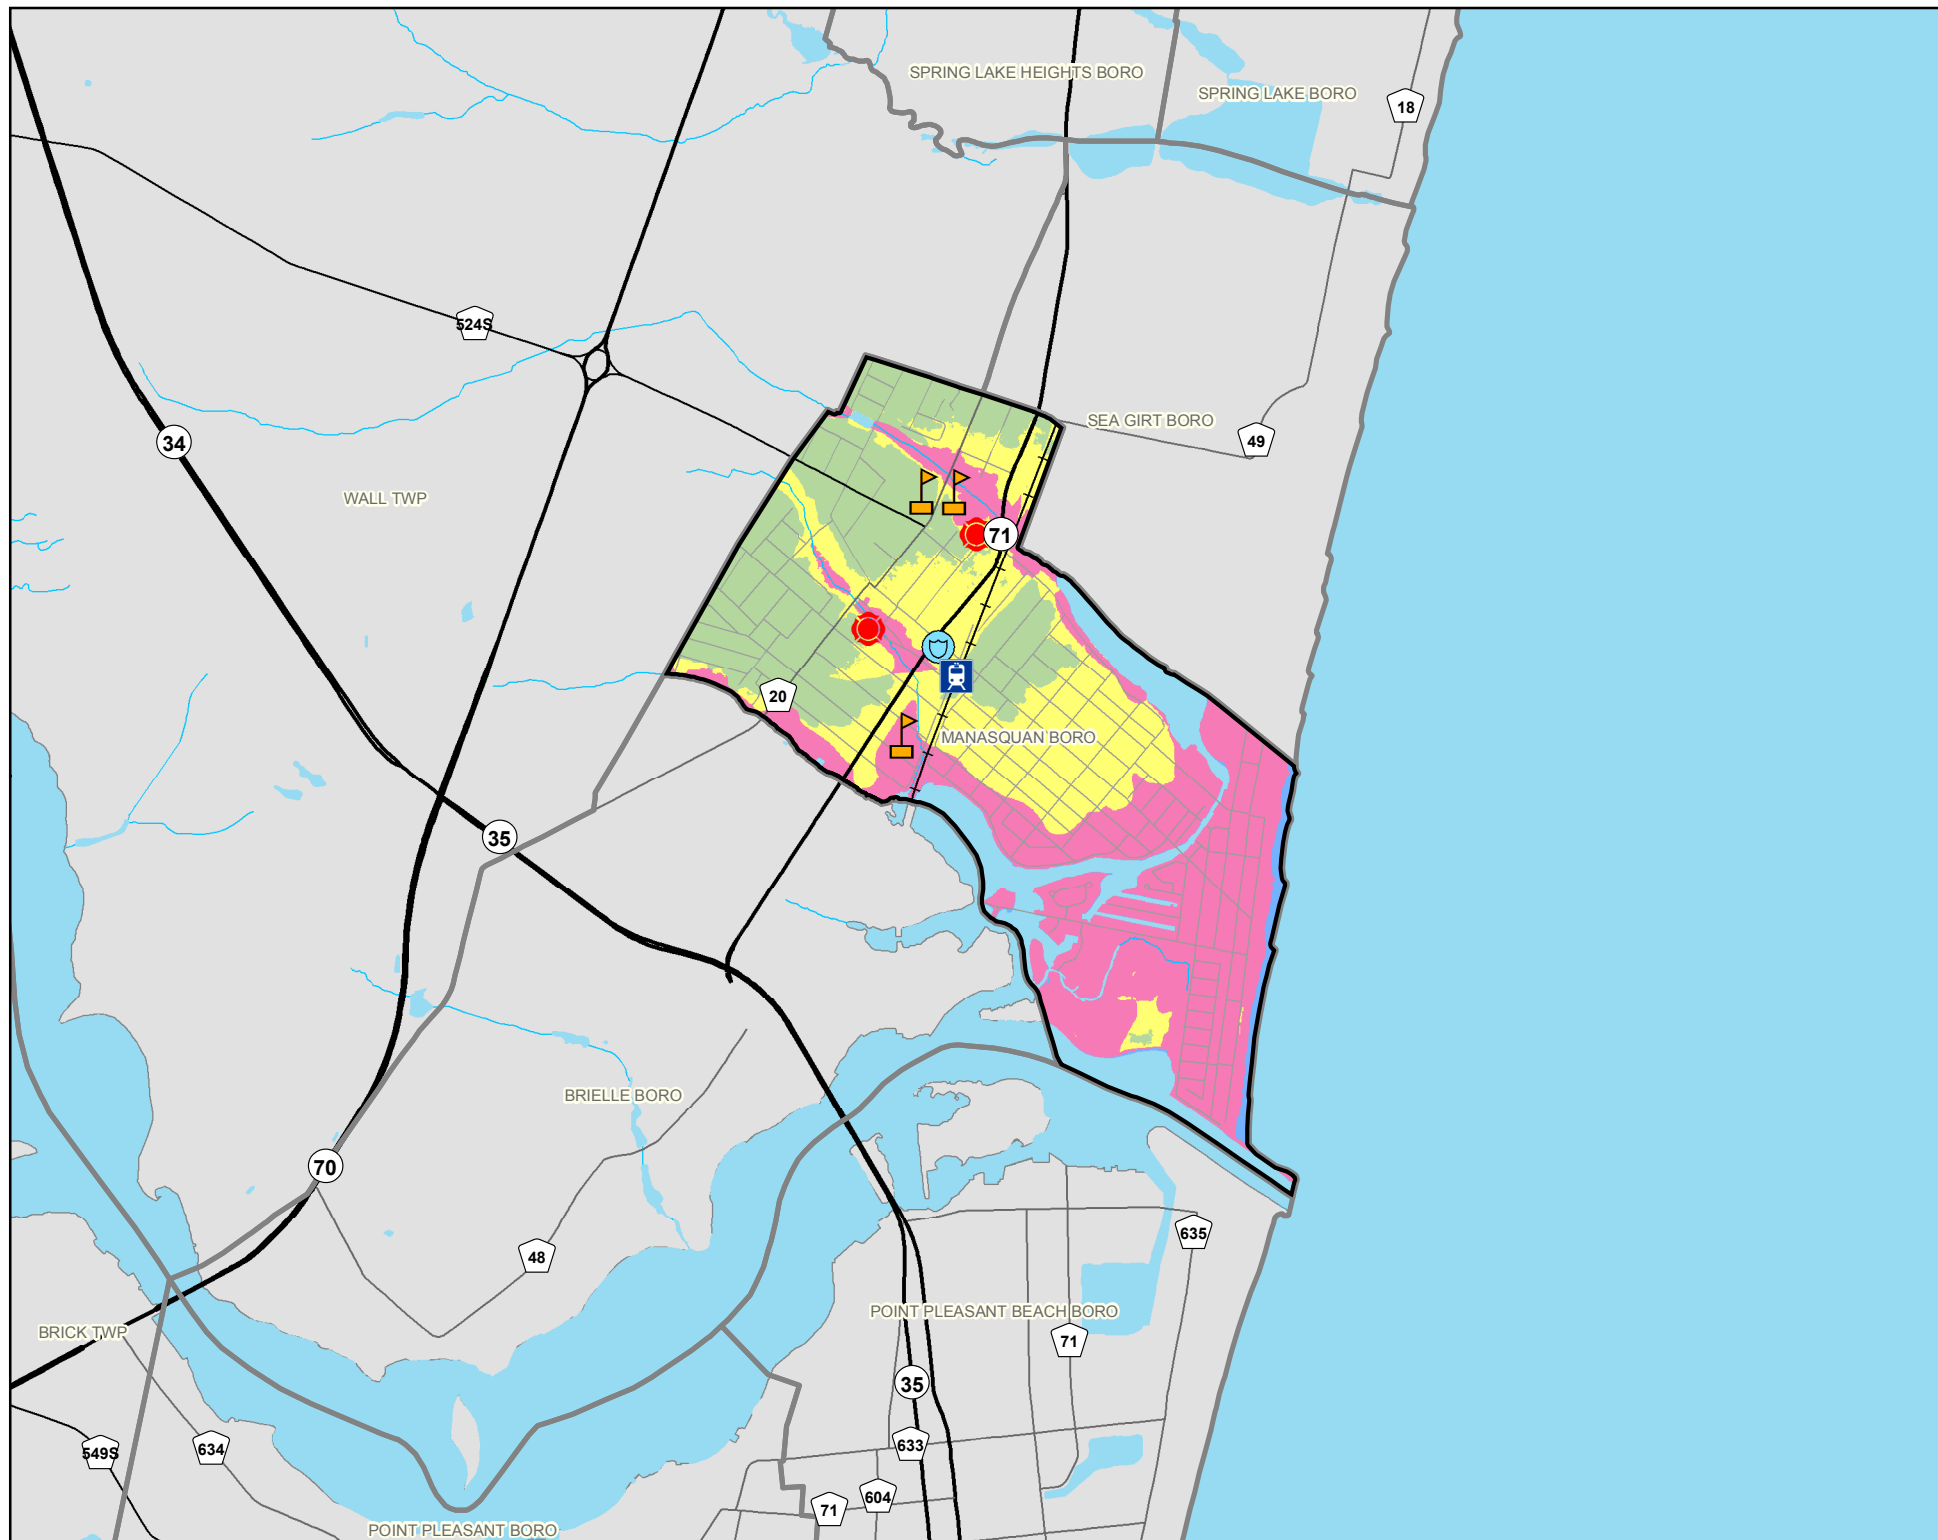 SPRING LAKE HEIGHTS BORO
SPRING LAKE BORO
18
524S
SEA GIRT BORO
49
34
WALL TWP
71
20
MANASQUAN BORO
35
BRIELLE BORO
70
48
635
POINT PLEASANT BEACH BORO
BRICK TWP
71
35
549S
634
633
604
71
POINT PLEASANT BORO